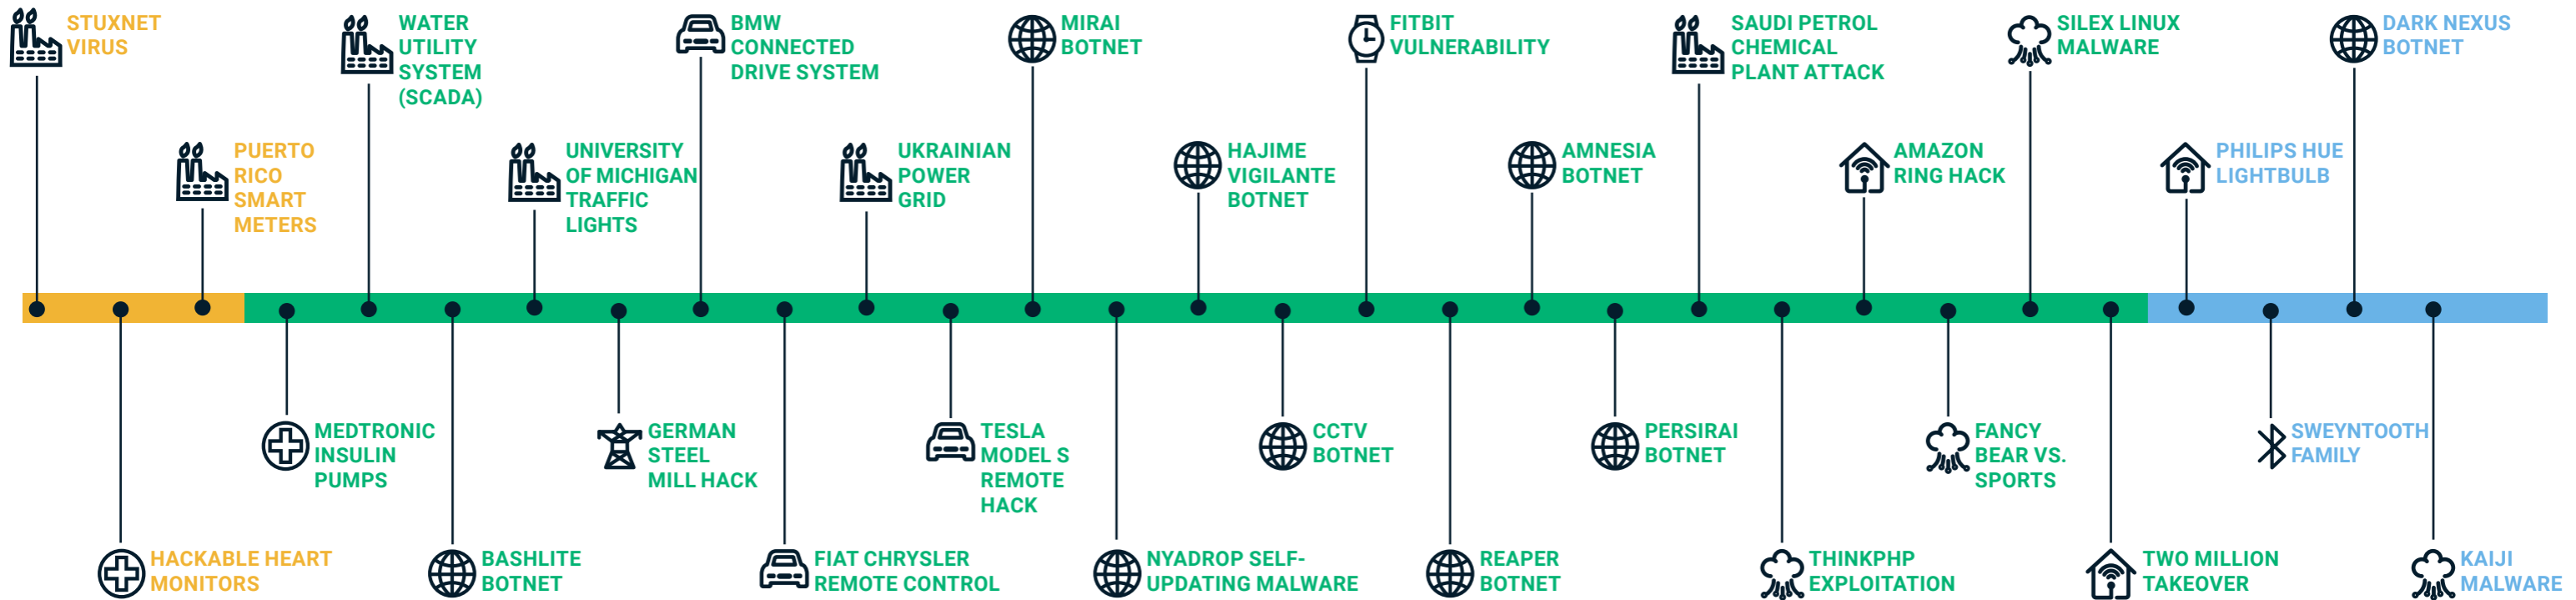 STUXNET
VIRUS
HACKABLE HEART
MONITORS
PUERTO
RICO
SMART
METERS
MEDTRONIC
INSULIN
PUMPS
WATER
UTILITY
SYSTEM
(SCADA)
BASHLITE
BOTNET
UNIVERSITY
OF MICHIGAN
TRAFFIC
LIGHTS
GERMAN
STEEL
MILL HACK
BMW
CONNECTED
DRIVE SYSTEM
FIAT CHRYSLER
REMOTE CONTROL
UKRAINIAN
POWER
GRID
TESLA
MODEL S
REMOTE
HACK
MIRAI
BOTNET
NYADROP SELF-
UPDATING MALWARE
HAJIME
VIGILANTE
BOTNET
CCTV
BOTNET
FITBIT
VULNERABILITY
REAPER
BOTNET
AMNESIA
BOTNET
PERSIRAI
BOTNET
SAUDI PETROL
CHEMICAL
PLANT ATTACK
THINKPHP
EXPLOITATION
AMAZON
RING HACK
FANCY
BEAR VS.
SPORTS
SILEX LINUX
MALWARE
TWO MILLION
TAKEOVER
PHILIPS HUE
LIGHTBULB
SWEYNTOOTH
FAMILY
DARK NEXUS
BOTNET
KAIJI
MALWARE